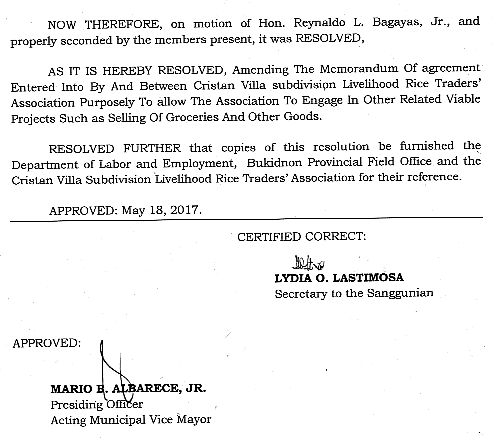 NOW THEREFORE, on motion of Hon. Reynaldo L. Bagayas, Jr., and
properly seconded by the members present, it was RESOLVED,
AS IT IS HEREBY RESOLVED, Amending The Memorandum Of agreement
Entered Into By And Between Cristan Villa subdivision Livelihood Rice Traders'
Association Purposely To allow The Association To Engage In Other Related Viable
Projects Such as Selling Of Groceries And Other Goods.
RESOLVED FURTHER that copies of this resolution be furnished the
Department of Labor and Employment, Bukidnon Provincial Field Office and the
Cristan Villa Subdivision Livelihood Rice Traders' Association for their reference.
APPROVED: May 18, 2017.
CERTIFIED CORRECT:
LYDIA O. LASTIMOSA
Secretary to the Sanggunian
APPROVED:
MARIO B. ALBARECE, JR.
Presiding Officer
Acting Municipal Vice Mayor